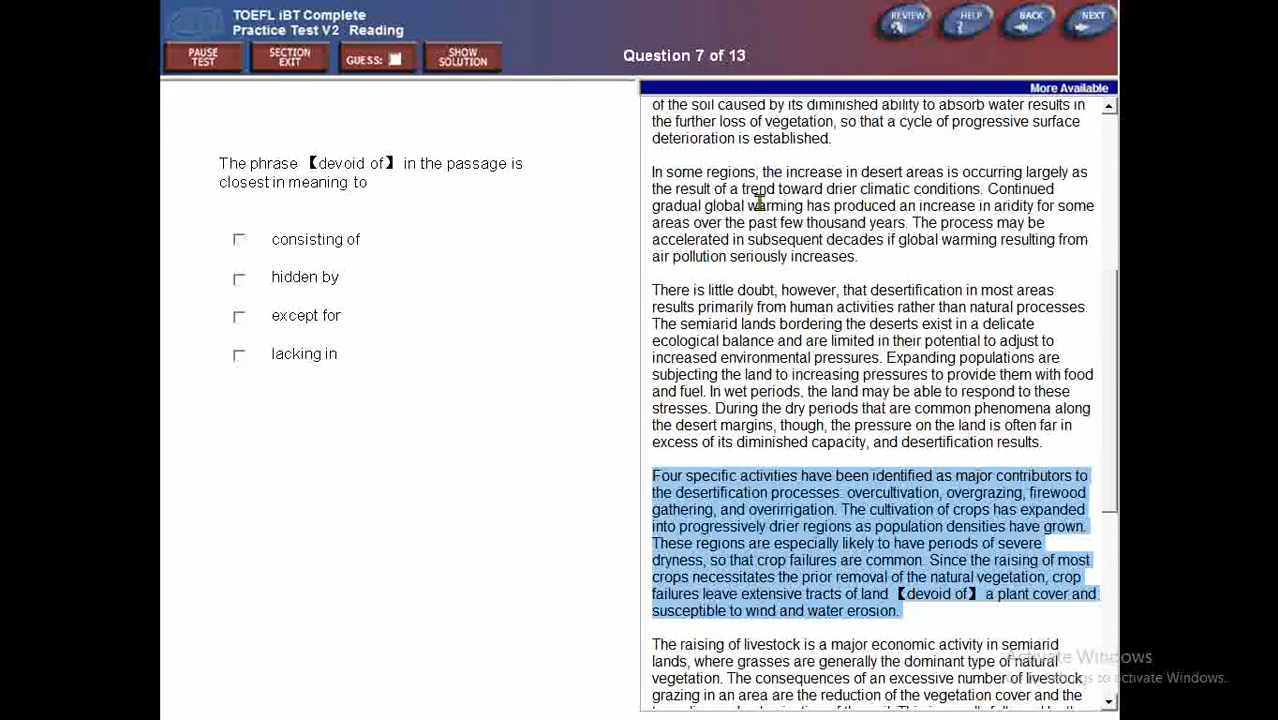 TOEFL iBT Complete
Practice Test V2 Reading
PAUSE TEST
SECTION EXIT
GUESS:
SHOW SOLUTION
Question 7 of 13
REVIEW
HELP
BACK
NEXT
More Available
The phrase 【devoid of】 in the passage is
closest in meaning to
consisting of
hidden by
except for
lacking in
of the soil caused by its diminished ability to absorb water results in
the further loss of vegetation, so that a cycle of progressive surface
deterioration is established.
In some regions, the increase in desert areas is occurring largely as
the result of a trend toward drier climatic conditions. Continued
gradual global warming has produced an increase in aridity for some
areas over the past few thousand years. The process may be
accelerated in subsequent decades if global warming resulting from
air pollution seriously increases.
There is little doubt, however, that desertification in most areas
results primarily from human activities rather than natural processes.
The semiarid lands bordering the deserts exist in a delicate
ecological balance and are limited in their potential to adjust to
increased environmental pressures. Expanding populations are
subjecting the land to increasing pressures to provide them with food
and fuel. In wet periods, the land may be able to respond to these
stresses. During the dry periods that are common phenomena along
the desert margins, though, the pressure on the land is often far in
excess of its diminished capacity, and desertification results.
Four specific activities have been identified as major contributors to
the desertification processes: overcultivation, overgrazing, firewood
gathering, and overirrigation. The cultivation of crops has expanded
into progressively drier regions as population densities have grown.
These regions are especially likely to have periods of severe
dryness, so that crop failures are common. Since the raising of most
crops necessitates the prior removal of the natural vegetation, crop
failures leave extensive tracts of land 【devoid of】 a plant cover and
susceptible to wind and water erosion.
The raising of livestock is a major economic activity in semiarid
lands, where grasses are generally the dominant type of natural
vegetation. The consequences of an excessive number of livestock
grazing in an area are the reduction of the vegetation cover and the
Activate Windows
to activate Windows.